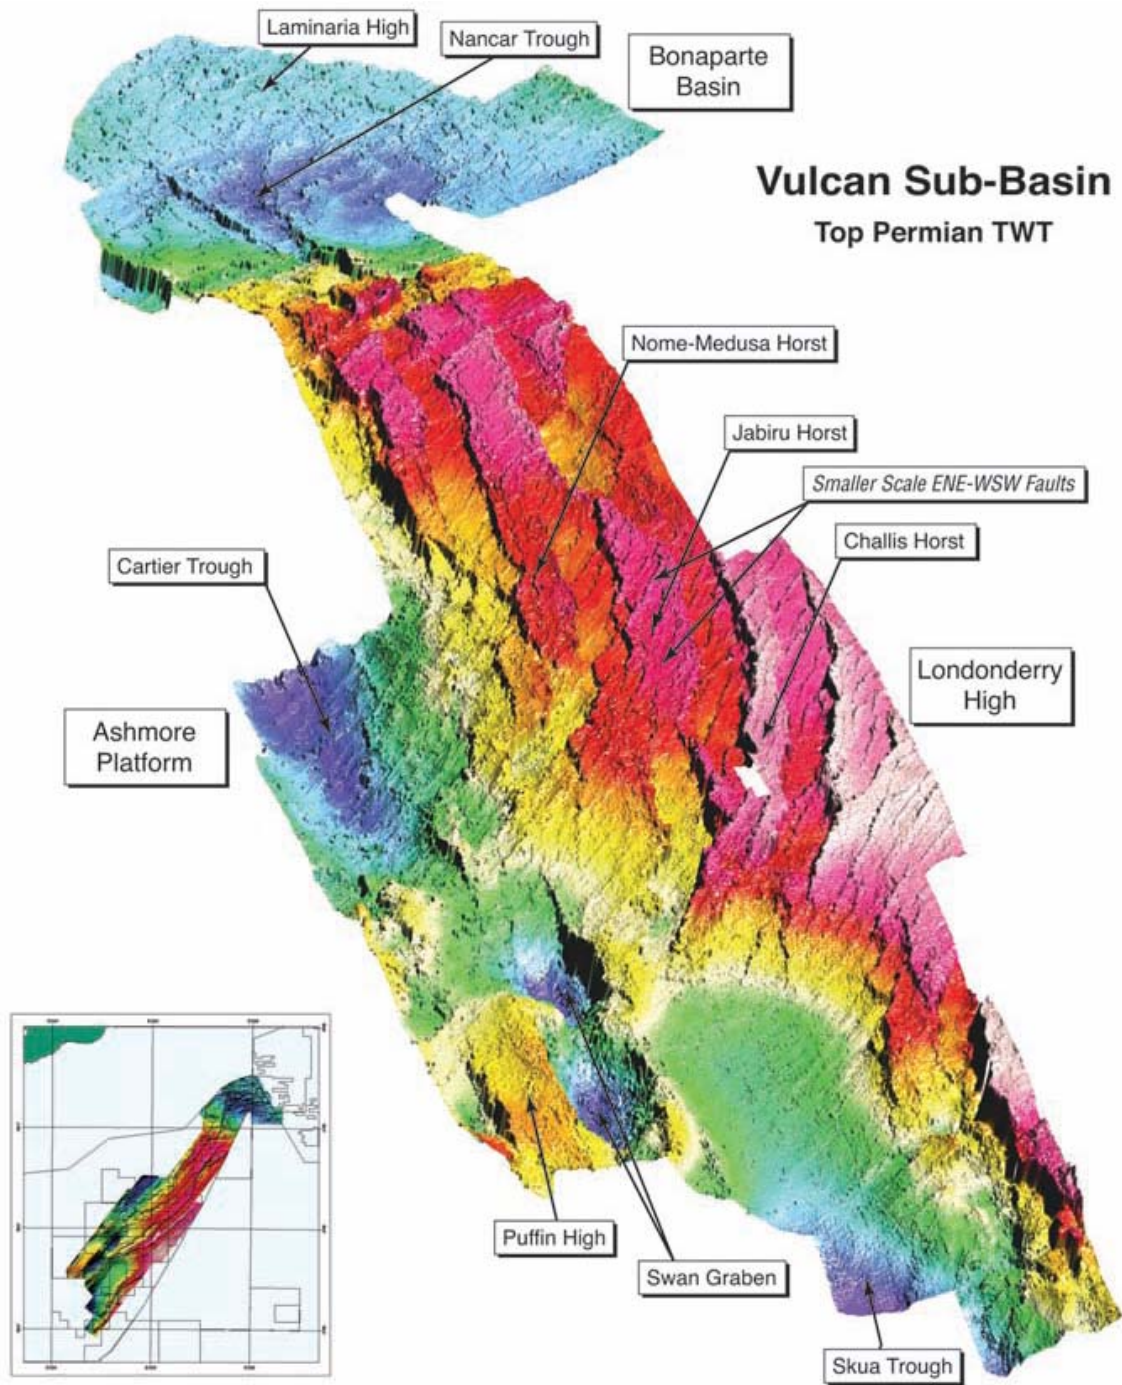 Laminaria High
Nancar Trough
Bonaparte
Basin
Vulcan Sub-Basin
Top Permian TWT
Nome-Medusa Horst
Jabiru Horst
Smaller Scale ENE-WSW Faults
Challis Horst
Cartier Trough
Londonderry
High
Ashmore
Platform
Puffin High
Swan Graben
Skua Trough